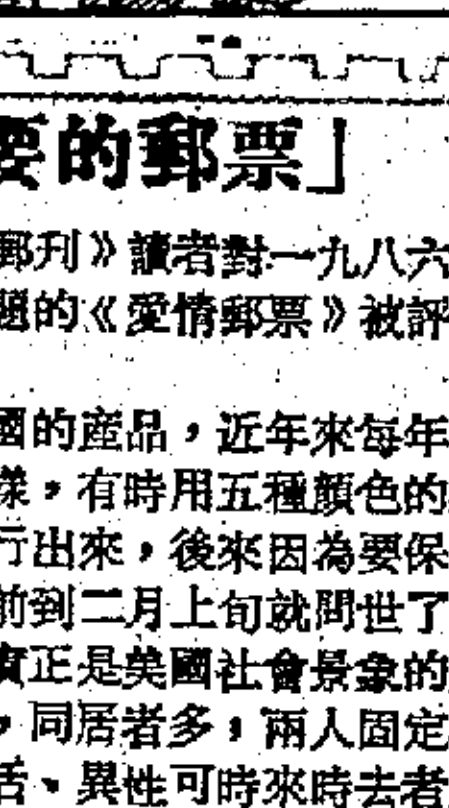 要的郵票」
郵刊》讀者對一九八六
題的《愛情郵票》被評
國的産品，近年來每年
樣，有時用五種顏色的
行出來，後來因為要保
前到二月上旬就問世了
正是美國社會景象的
，同居者多，兩人固定
活、異性可時來時去者